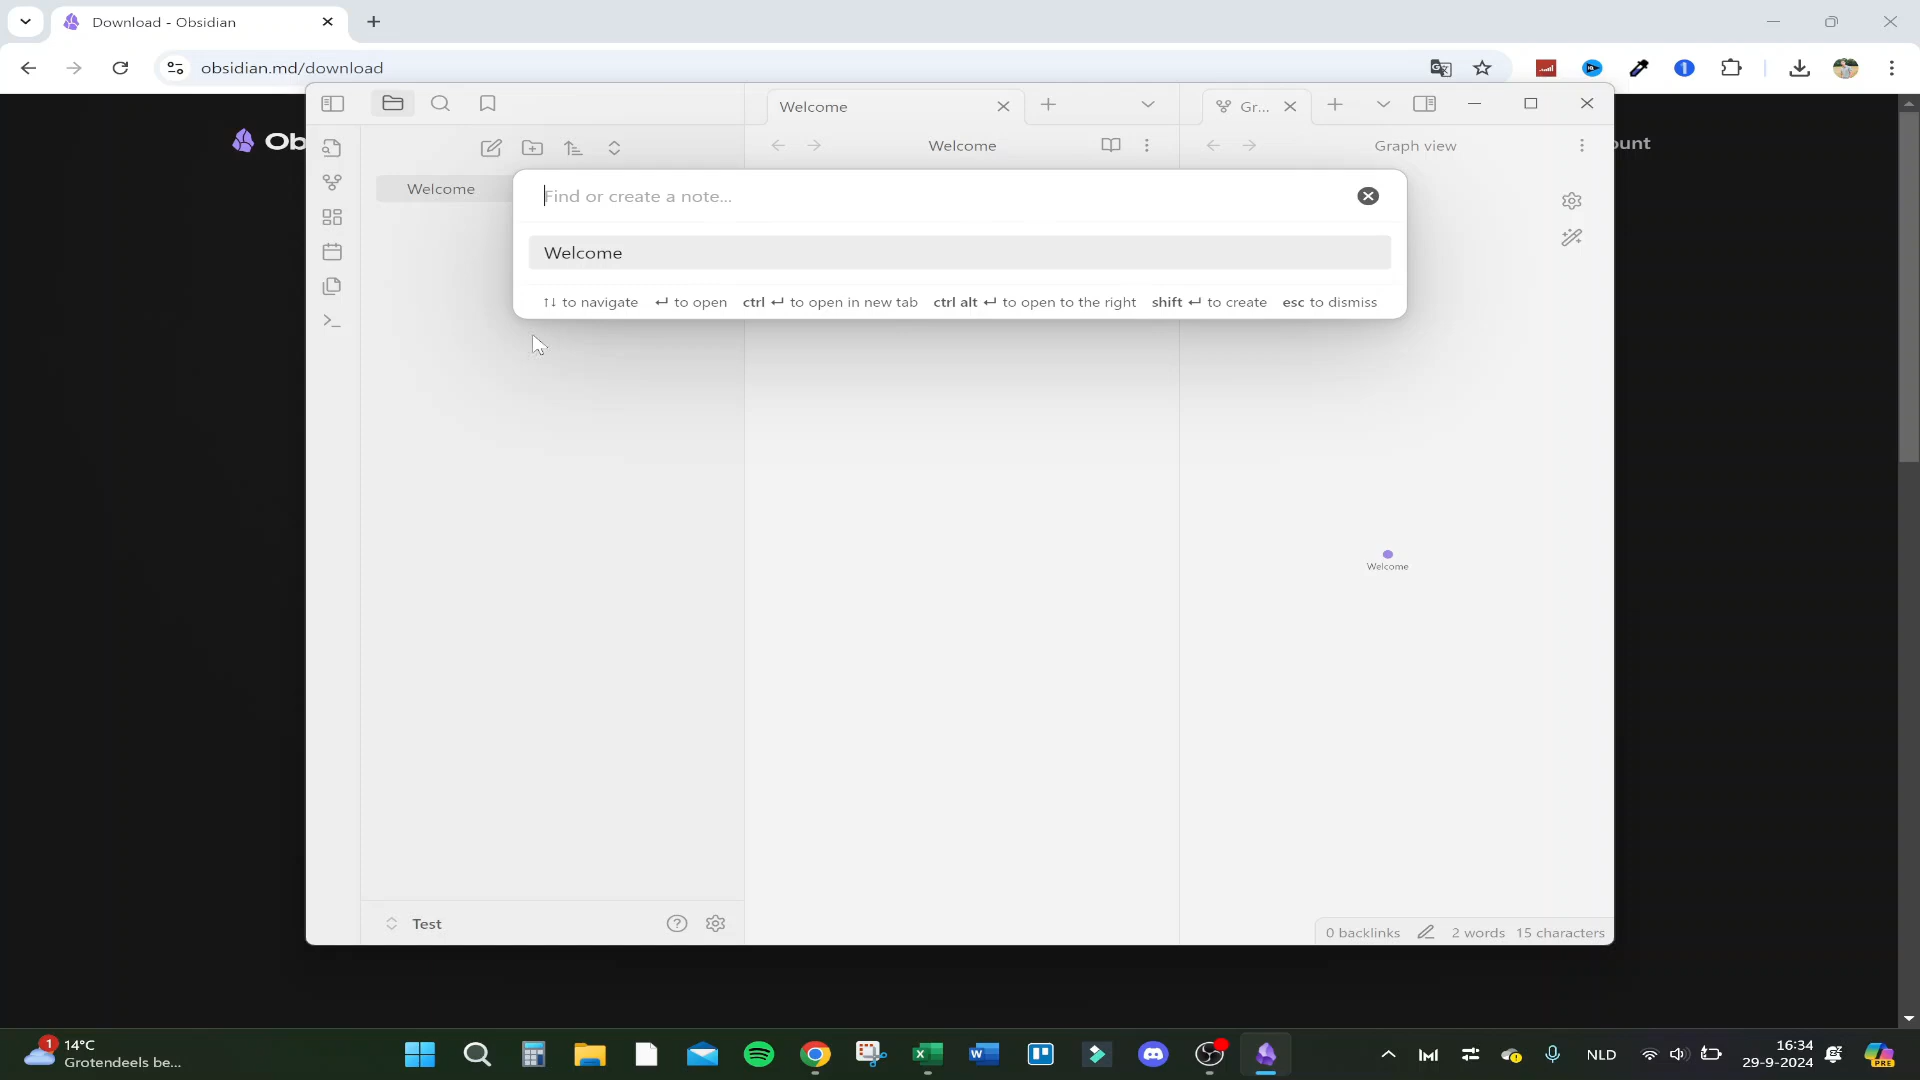 Download - Obsidian
obsidian.md/download
Ob
ount
Welcome
Gr...
Welcome
Graph view
Welcome
Find or create a note...
Welcome
↑↓ to navigate ↵ to open ctrl ↵ to open in new tab ctrl alt ↵ to open to the right shift ↵ to create esc to dismiss
Welcome
Test
0 backlinks 2 words 15 characters
1
14°C
Grotendeels be...
NLD
16:34
29-9-2024
PRE